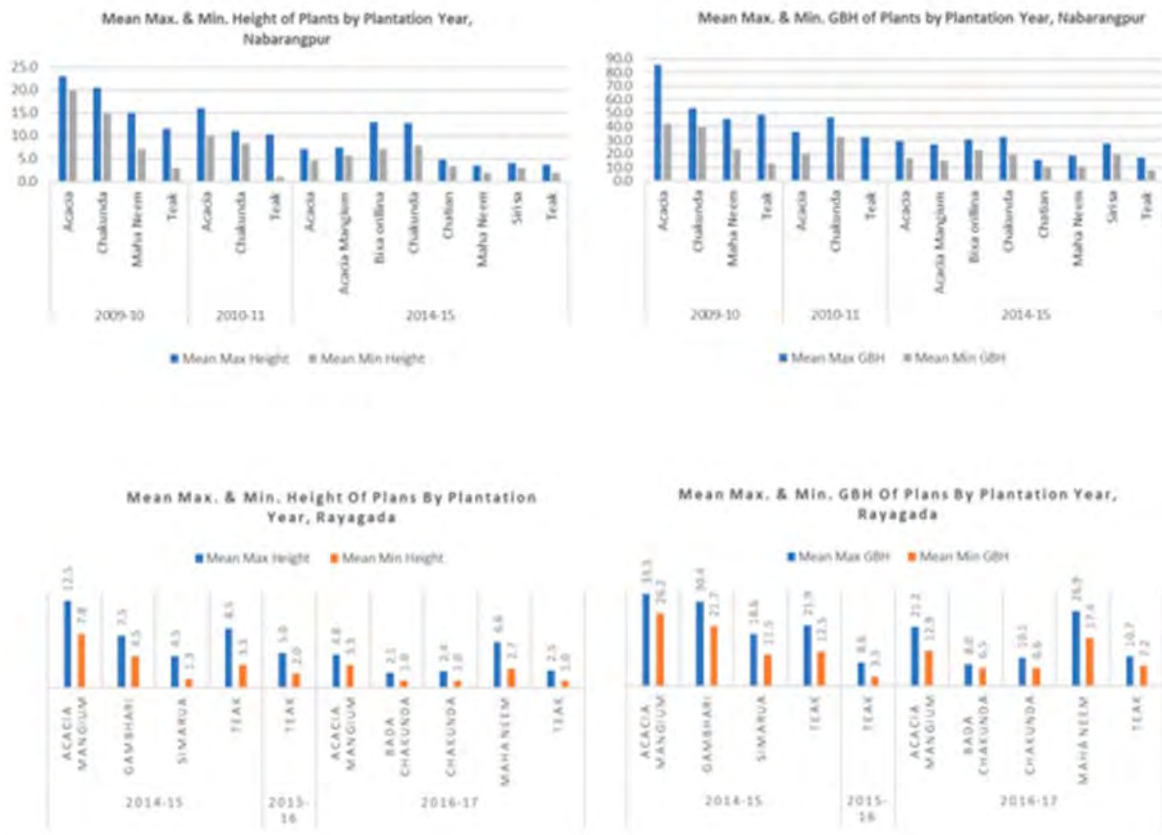 Mean Max. & Min. Height of Plants by Plantation Year,
Nabarangpur
25.0
20.0
15.0
10.0
5.0
0.0
Acacia
Chakunda
Maha Neem
Teak
Acacia
Chakunda
Teak
Acacia
Acacia Mangium
Bixa orillina
Chakunda
Chatian
Maha Neem
Sirisa
Teak
2009-10 2010-11 2014-15
Mean Max Height Mean Min Height
Mean Max. & Min. GBH of Plants by Plantation Year, Nabarangpur
90.0
80.0
70.0
60.0
50.0
40.0
30.0
20.0
10.0
0.0
Acacia
Chakunda
Maha Neem
Teak
Acacia
Chakunda
Teak
Acacia
Acacia Mangium
Bixa orillina
Chakunda
Chatian
Maha Neem
Sirisa
Teak
2009-10 2010-11 2014-15
Mean Max GBH Mean Min GBH
Mean Max. & Min. Height Of Plans By Plantation
Year, Rayagada
Mean Max Height Mean Min Height
12.5
7.8
7.5
4.5
4.5
1.3
8.5
3.3
5.0
2.0
4.8
3.3
2.1
1.0
2.4
1.0
6.6
2.7
2.5
1.0
ACACIA
MANGIUM
GAMBHARI
SIMARUA
TEAK
TEAK
ACACIA
MANGIUM
BADA
CHAKUNDA
CHAKUNDA
MAHANEEM
TEAK
2014-15 2015-
16
2016-17
Mean Max. & Min. GBH Of Plans By Plantation Year,
Rayagada
Mean Max GBH Mean Min GBH
33.3
26.2
30.4
21.7
18.6
11.5
21.9
12.5
8.6
3.3
21.2
12.9
8.0
6.5
10.1
6.6
26.9
17.4
10.7
7.2
ACACIA
MANGIUM
GAMBHARI
SIMARUA
TEAK
TEAK
ACACIA
MANGIUM
BADA
CHAKUNDA
CHAKUNDA
MAHANEEM
TEAK
2014-15 2015-
16
2016-17